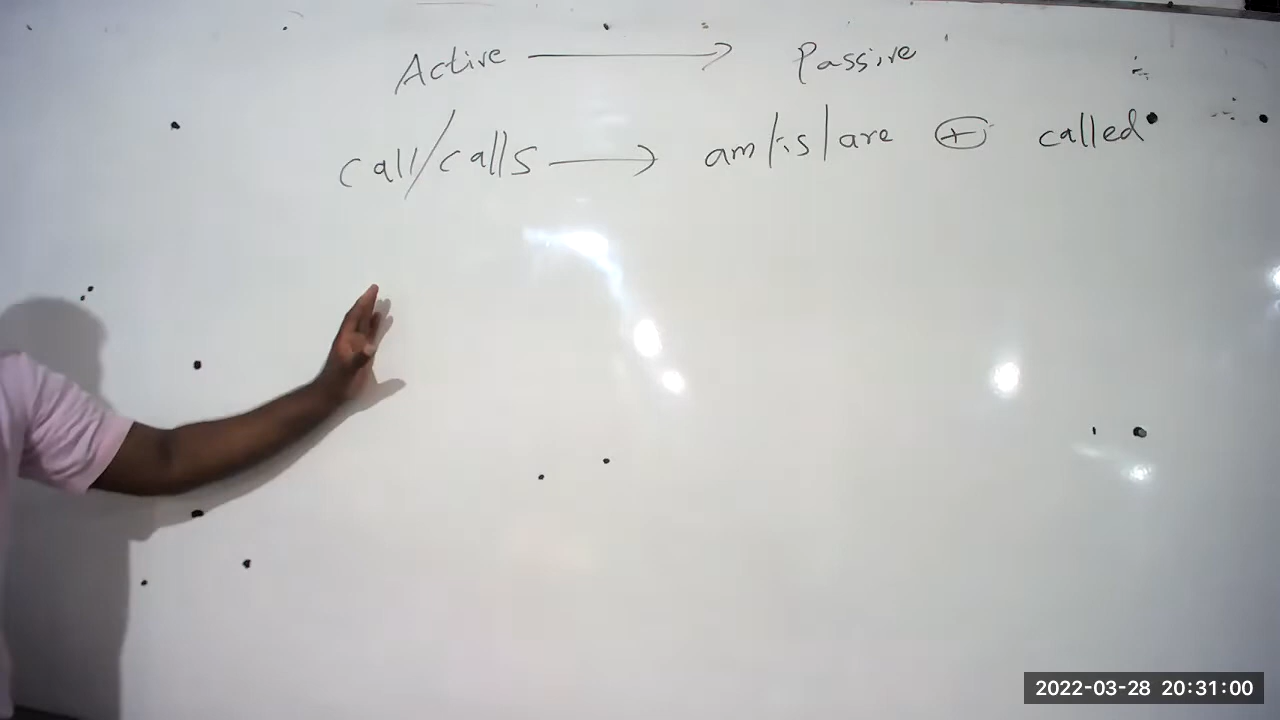 Active → Passive
call/calls → am/is/are ⊕ called
2022-03-28 20:31:00